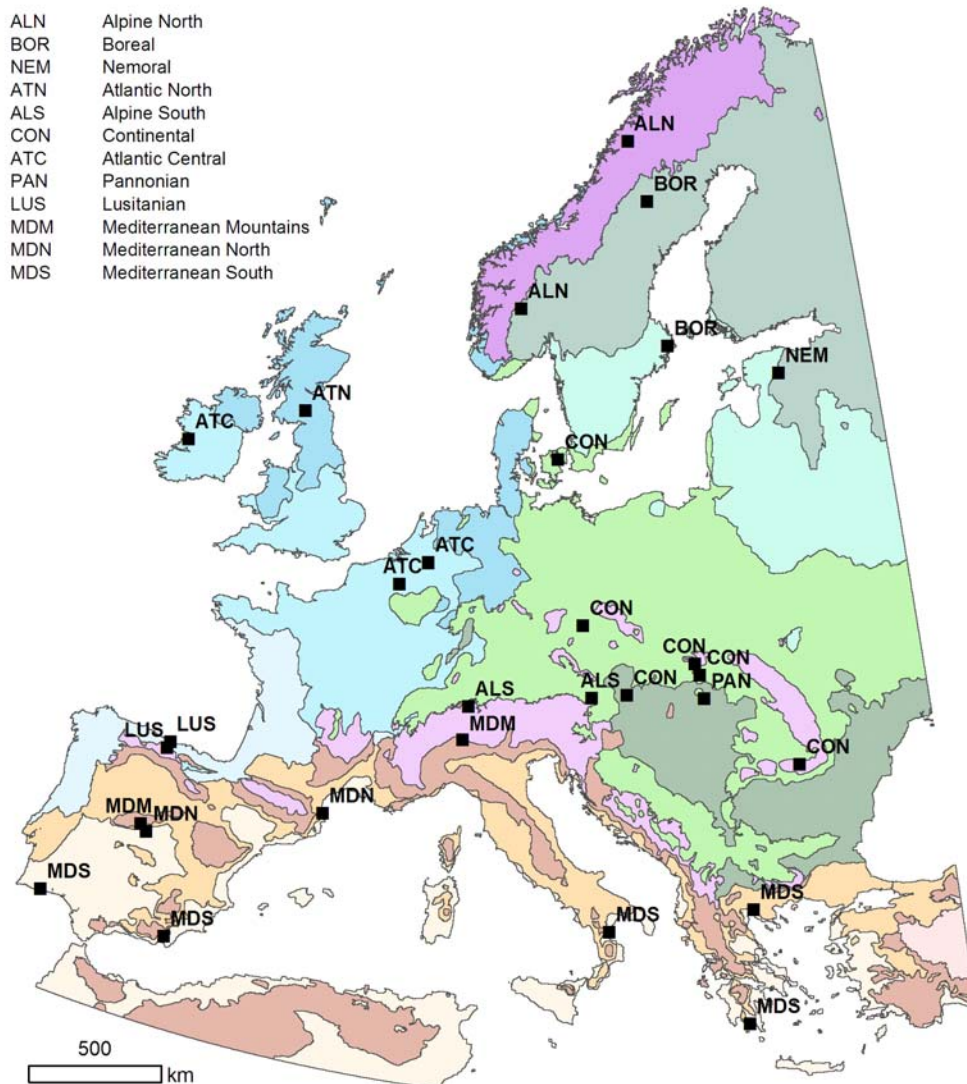 ALN Alpine North
BOR Boreal
NEM Nemoral
ATN Atlantic North
ALS Alpine South
CON Continental
ATC Atlantic Central
PAN Pannonian
LUS Lusitanian
MDM Mediterranean Mountains
MDN Mediterranean North
MDS Mediterranean South
ALN
BOR
ALN
BOR
NEM
ATN
ATC
CON
ATC
ATC
CON
CON
CON
ALS
CON
PAN
ALS
MDM
LUS
LUS
CON
MDN
MDM
MDN
MDS
MDS
MDS
MDS
MDS
500
km